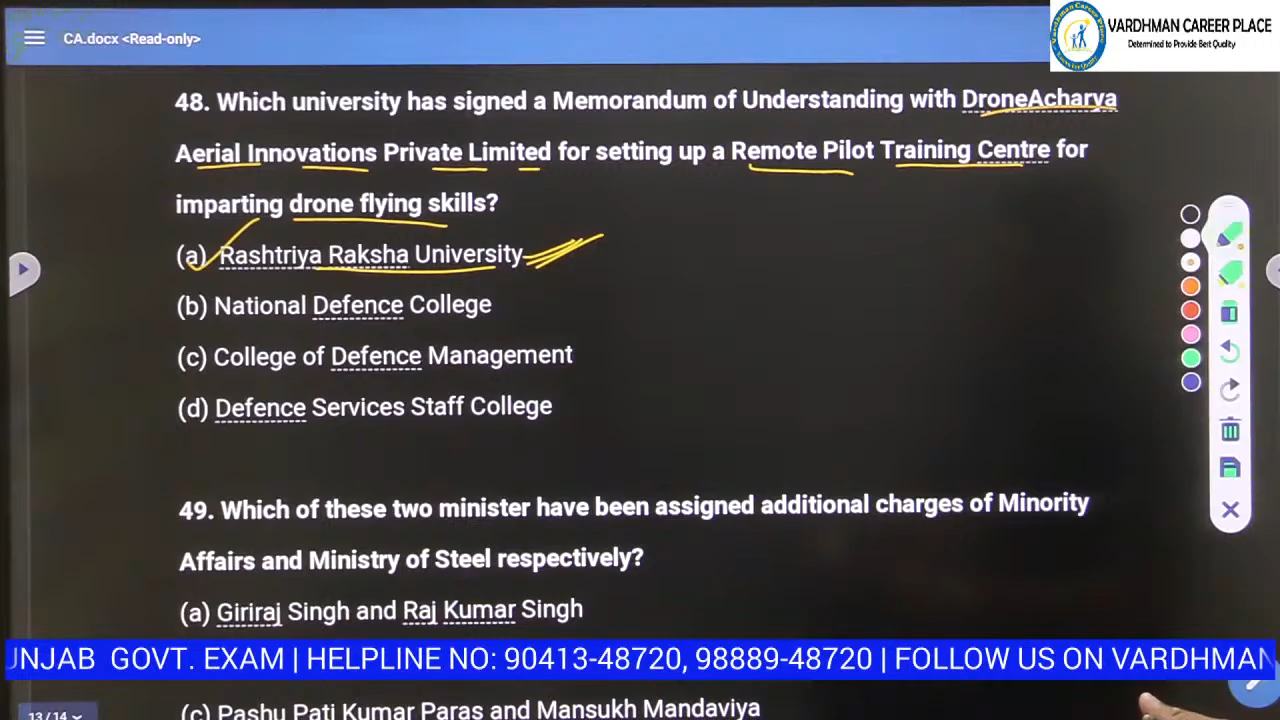 CA.docx <Read-only>
VARDHMAN CAREER PLACE
Determined to Provide Bert Quality
48. Which university has signed a Memorandum of Understanding with DroneAcharya
Aerial Innovations Private Limited for setting up a Remote Pilot Training Centre for
imparting drone flying skills?
(a) Rashtriya Raksha University
(b) National Defence College
(c) College of Defence Management
(d) Defence Services Staff College
49. Which of these two minister have been assigned additional charges of Minority
Affairs and Ministry of Steel respectively?
(a) Giriraj Singh and Raj Kumar Singh
UNJAB GOVT. EXAM | HELPLINE NO: 90413-48720, 98889-48720 | FOLLOW US ON VARDHMAN
(c) Pashu Pati Kumar Paras and Mansukh Mandaviya
13/14